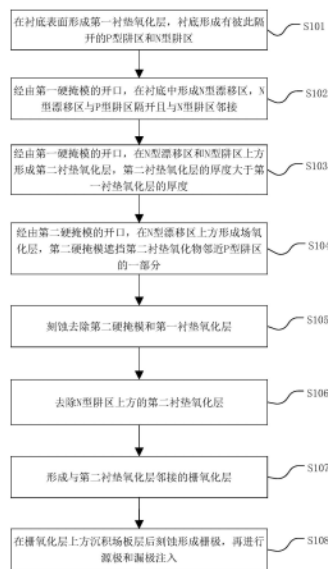 在衬底表面形成第一衬垫氧化层，衬底形成有彼此隔
开的P型阱区和N型阱区
S101
经由第一硬掩模的开口，在衬底中形成N型漂移区，N
型漂移区与P型阱区隔开且与N型阱区邻接
S102
经由第一硬掩模的开口，在N型漂移区和N型阱区上方
形成第二衬垫氧化层，第二衬垫氧化层的厚度大于第
一衬垫氧化层的厚度
S103
经由第二硬掩模的开口，在N型漂移区上方形成场氧
化层，第二硬掩模遮挡第二衬垫氧化物邻近P型阱区
的一部分
S104
刻蚀去除第二硬掩模和第一衬垫氧化层
S105
去除N型阱区上方的第二衬垫氧化层
S106
形成与第二衬垫氧化层邻接的栅氧化层
S107
在栅氧化层上方沉积场板层后刻蚀形成栅极，再进行
源极和漏极注入
S108